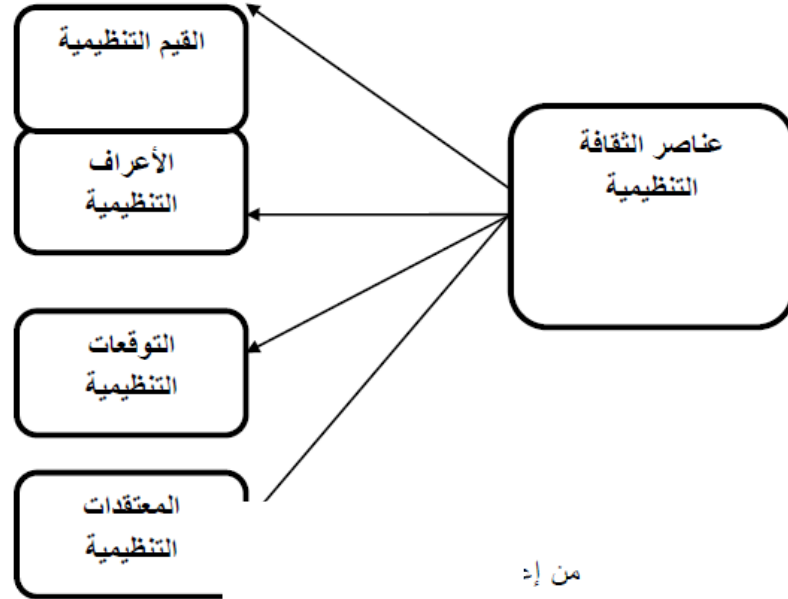 عناصر الثقافة
التنظيمية
القيم التنظيمية
الأعراف
التنظيمية
التوقعات
التنظيمية
المعتقدات
التنظيمية
من